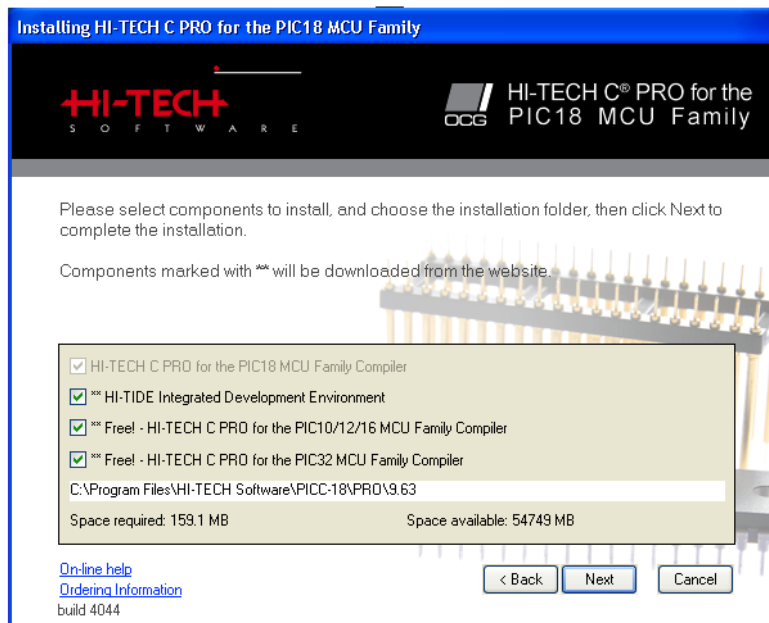 Installing HI-TECH C PRO for the PIC18 MCU Family
HI-TECH
SOFTWARE
OCG
HI-TECH C® PRO for the
PIC18 MCU Family
Please select components to install, and choose the installation folder, then click Next to
complete the installation.
Components marked with ** will be downloaded from the website.
HI-TECH C PRO for the PIC18 MCU Family Compiler
** HI-TIDE Integrated Development Environment
** Free! - HI-TECH C PRO for the PIC10/12/16 MCU Family Compiler
** Free! - HI-TECH C PRO for the PIC32 MCU Family Compiler
C:\Program Files\HI-TECH Software\PICC-18\PRO\9.63
Space required: 159.1 MB
Space available: 54749 MB
On-line help
Ordering Information
build 4044
< Back
Next
Cancel